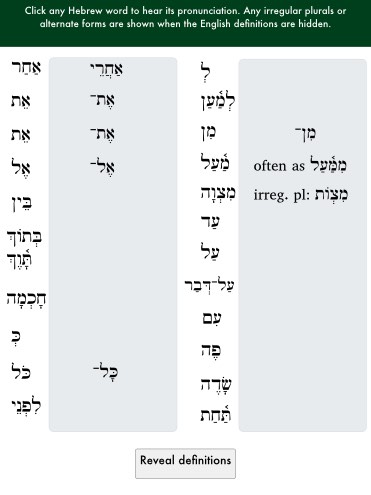 Click any Hebrew word to hear its pronunciation. Any irregular plurals or
alternate forms are shown when the English definitions are hidden.
אַחַר אַחֲרֵי
אֵת אֶת־
אֵת אֶת־
אֶל אֶל־
בֵּין
בְּתוֹךְ
תָּ֫וֶךְ
חָכְמָה
כְּ
כֹּל כָּל־
לִפְנֵי
לְ
לְמַ֫עַן
מִן מִן־
מַ֫עַל often as מִמַּ֫עַל
מִצְוָה irreg. pl: מִצְוֹת
עַד
עַל
עַל־דְּבַר
עִם
פֶּה
שָׂדֶה
תַּ֫חַת
Reveal definitions